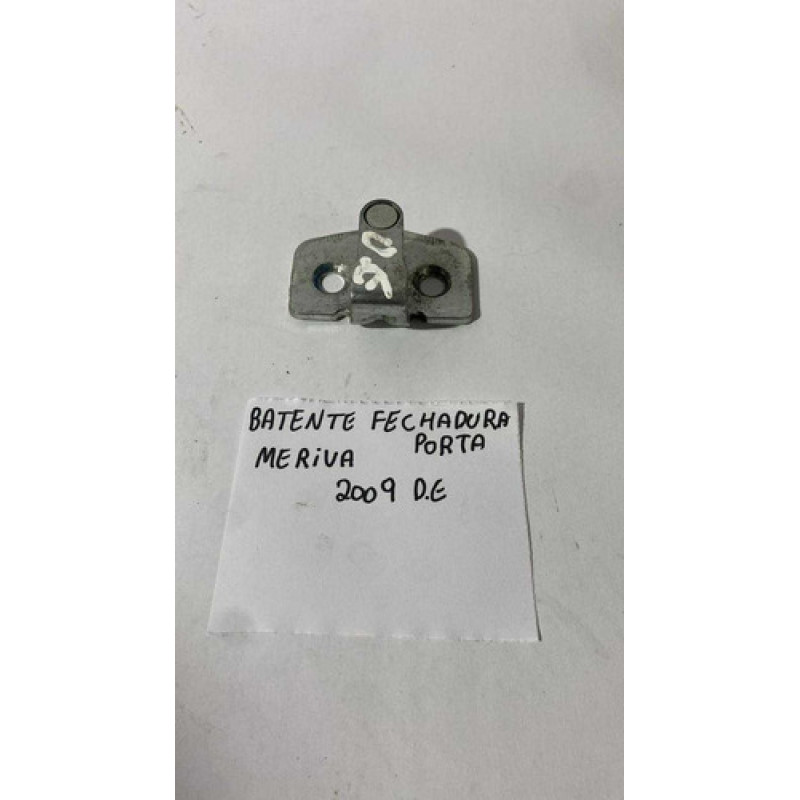 BATENTE FECHADURA
PORTA
MERIVA
2009 D.E